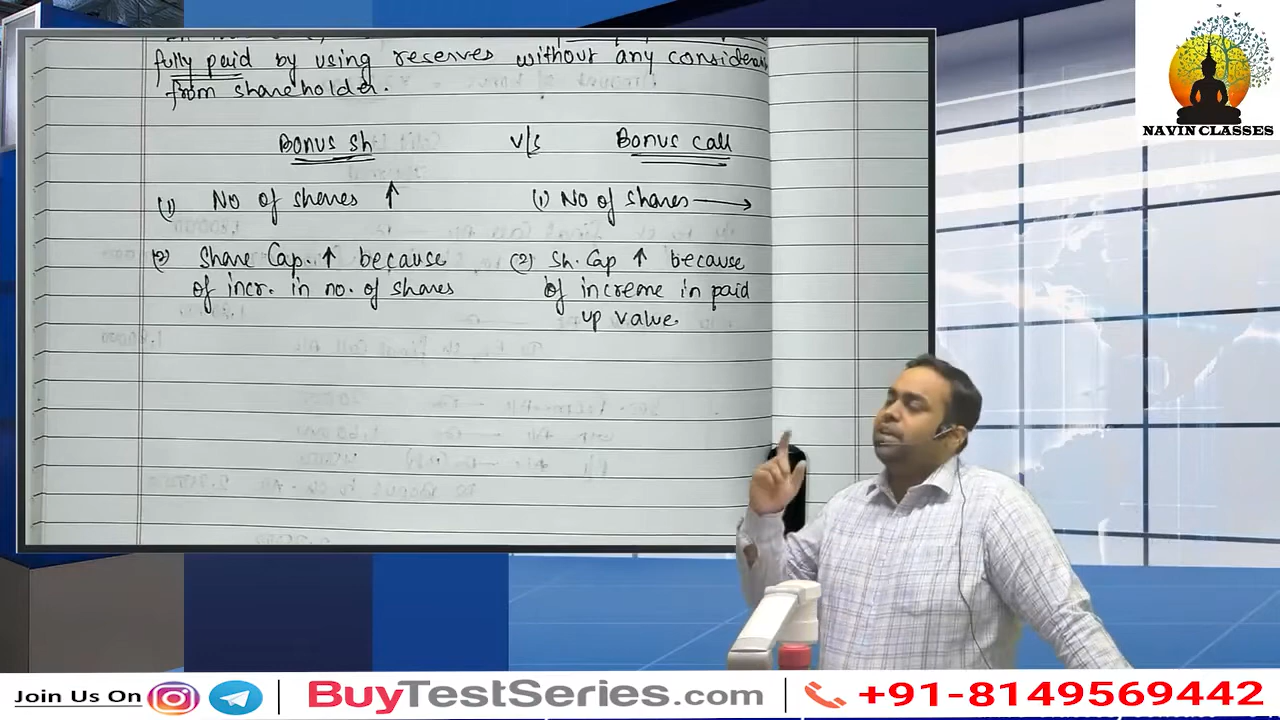 fully paid by using reserves without any consider
from shareholder.
Bonus sh v/s Bonus call
(1) No of shares ↑ (1) No of shares →
(2) Share Cap. ↑ because (2) Sh. Cap ↑ because
of incr. in no. of shares of increme in paid
up value.
NAVIN CLASSES
Join Us On BuyTestSeries.com +91-8149569442